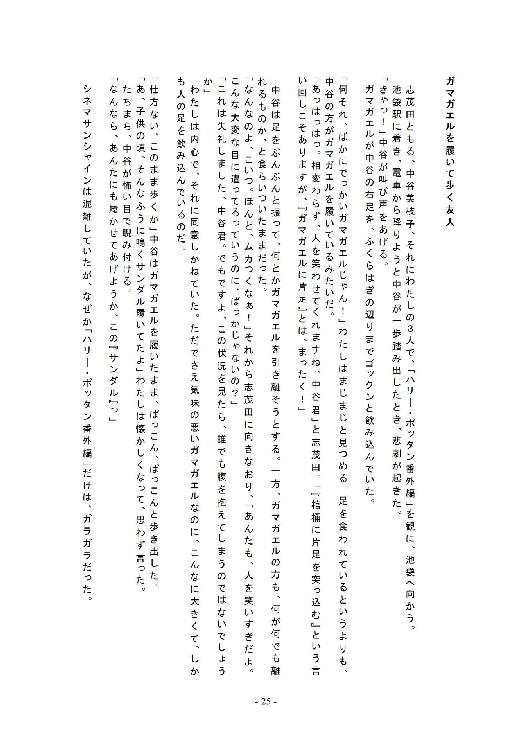 ガマガエルを履いて歩く友人
志茂田ともる、中谷美枝子、それにわたしの３人で、「ハリー・ポッタン番外編」を観に、池袋へ向かう。
池袋駅に着き、電車から降りようと中谷が一歩踏み出したとき、悲劇が起きた。
「きゃっ！」中谷が叫び声をあげる。
ガマガエルが中谷の右足を、ふくらはぎの辺りまでゴックンと飲み込んでいた。
「何それ、ばかにでっかいガマガエルじゃん！」わたしはまじまじと見つめる。足を食われているというよりも、
中谷の方がガマガエルを履いているみたいだ。
「あっはっはっ。相変わらず、人を笑わせてくれますね、中谷君」と志茂田、「『棺桶に片足を突っ込む』という言
い回しこそありますが、『ガマガエルに片足』とは、まったく！」
中谷は足をぶんぶんと振って、何とかガマガエルを引き離そうとする。一方、ガマガエルの方も、何が何でも離
れるものか、と食らいついたままだった。
「なんなのよ、こいつ。ほんと、ムカつくなぁ！」それから志茂田に向きなおり、「あんたも、人を笑いすぎだよ。
こんな大変な目に遭ってるっていうのに、ばっかじゃないの？」
「これは失礼しました、中谷君。でもですよ、この状況を見たら、誰でも腹を抱えてしまうのではないでしょう
か」
わたしは内心で、それに同意しかねていた。ただでさえ気味の悪いガマガエルなのに、こんなに大きくて、しか
も人の足を飲み込んでいるのだ。
「仕方ない、このまま歩くか」中谷はガマガエルを履いたまま、ぱっこん、ぱっこんと歩き出した。
「あ、子供の頃、そんなふうに鳴くサンダル履いてたよ」わたしは懐かしくなって、思わず言った。
たちまち、中谷が怖い目で睨み付ける。
「なんなら、あんたにも履かせてあげようか、この『サンダル』っ」
シネマサンシャインは混雑していたが、なぜか「ハリー・ポッタン番外編」だけは、ガラガラだった。
- 25 -